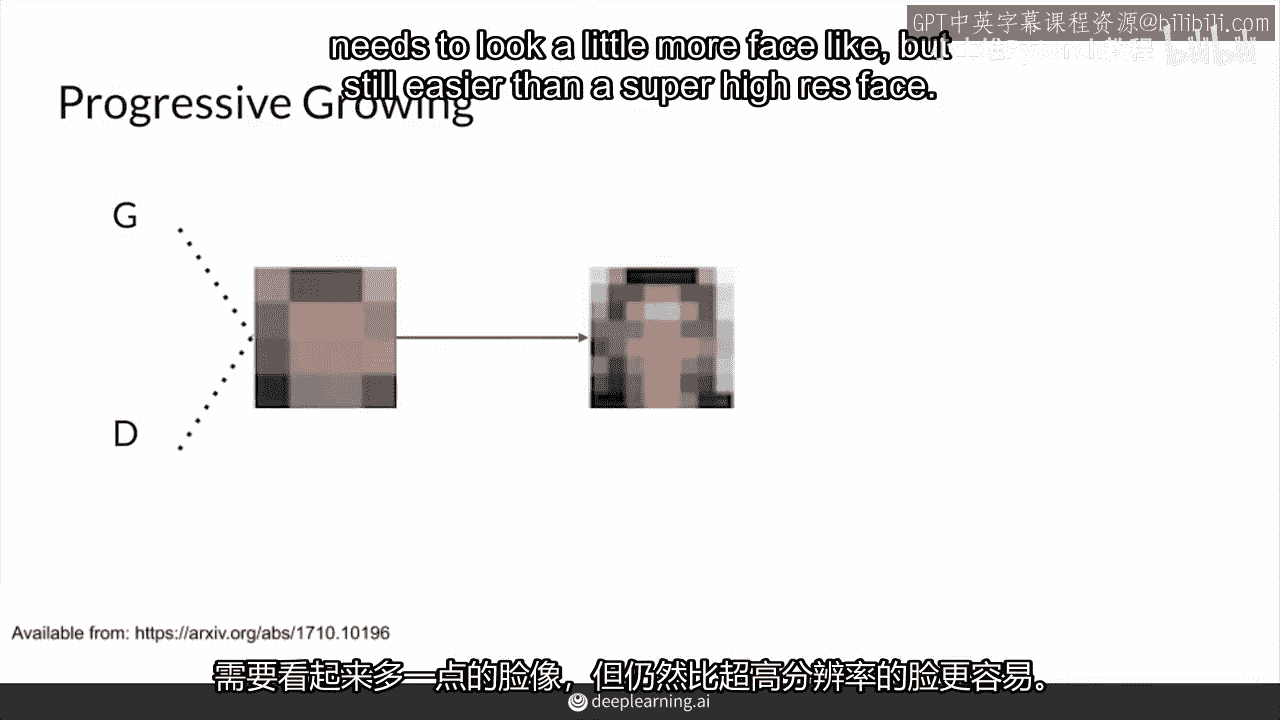 GPT中英字幕课程资源@bilibili.com
needs to look a little more face like, but
still easier than a super high res face.
Progressive Growing
G
D
Available from: https://arxiv.org/abs/1710.10196
需要看起来多一点的脸像，但仍然比超高分辨率的脸更容易。
deeplearning.ai